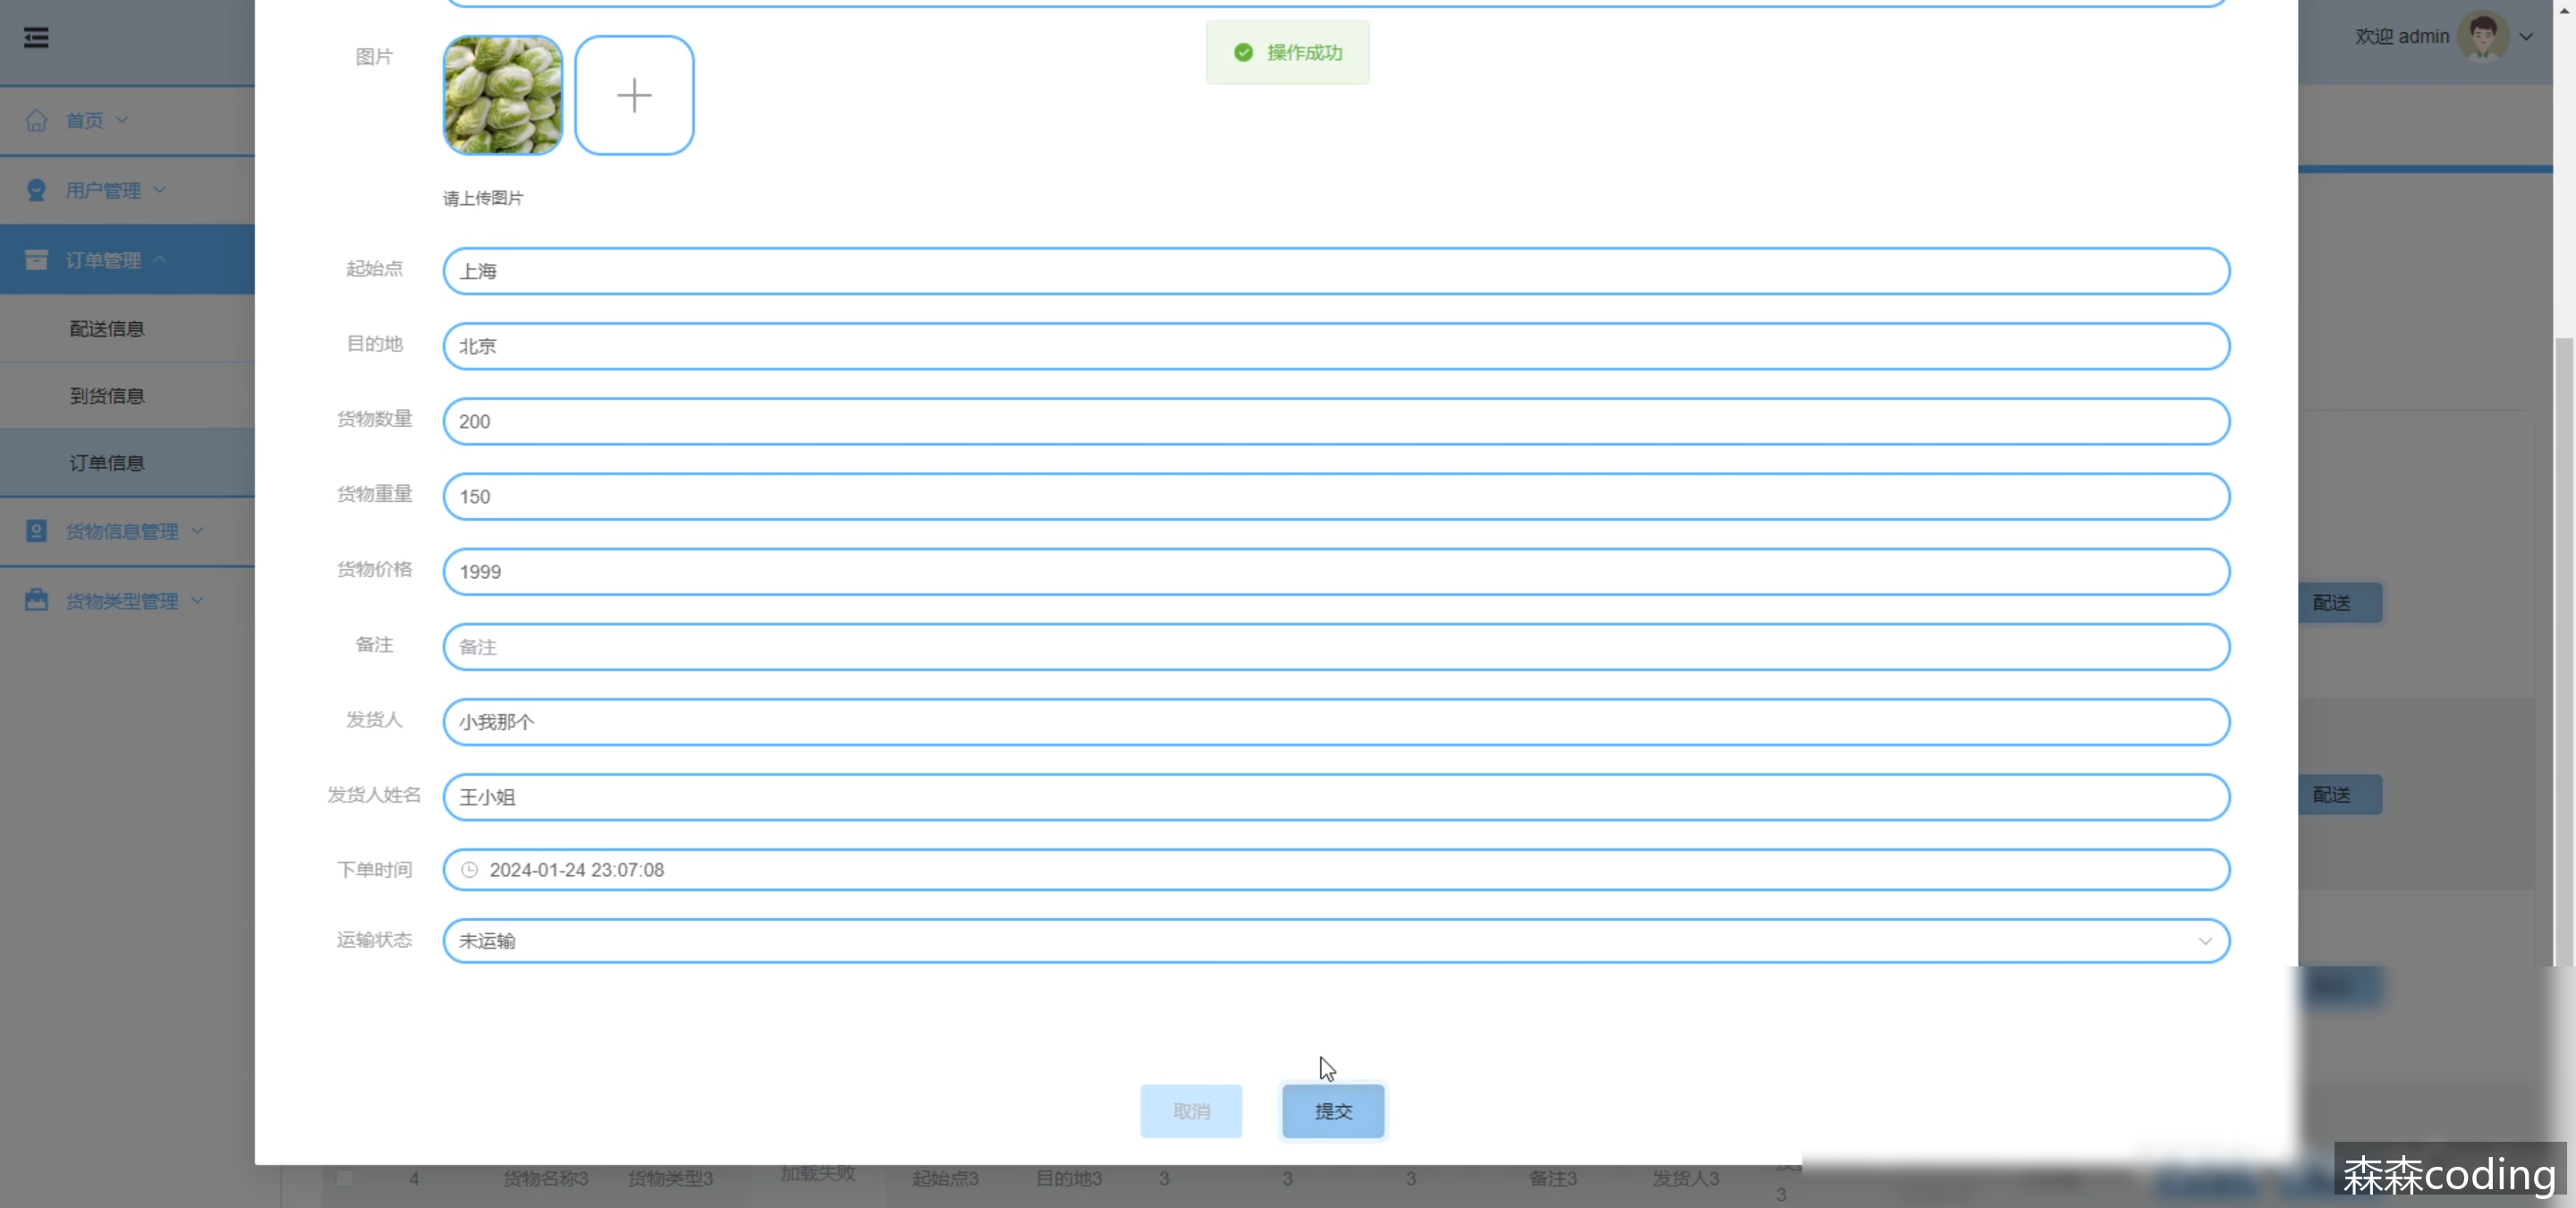 欢迎 admin
操作成功
首页
用户管理
订单管理
配送信息
到货信息
订单信息
货物信息管理
货物类型管理
图片
请上传图片
起始点
上海
目的地
北京
货物数量
200
货物重量
150
货物价格
1999
备注
备注
发货人
小我那个
发货人姓名
王小姐
下单时间
2024-01-24 23:07:08
运输状态
未运输
配送
配送
取消
提交
4 货物名称3 货物类型3 加载失败 起始点3 目的地3 3 3 3 备注3 发货人3
3
森森coding